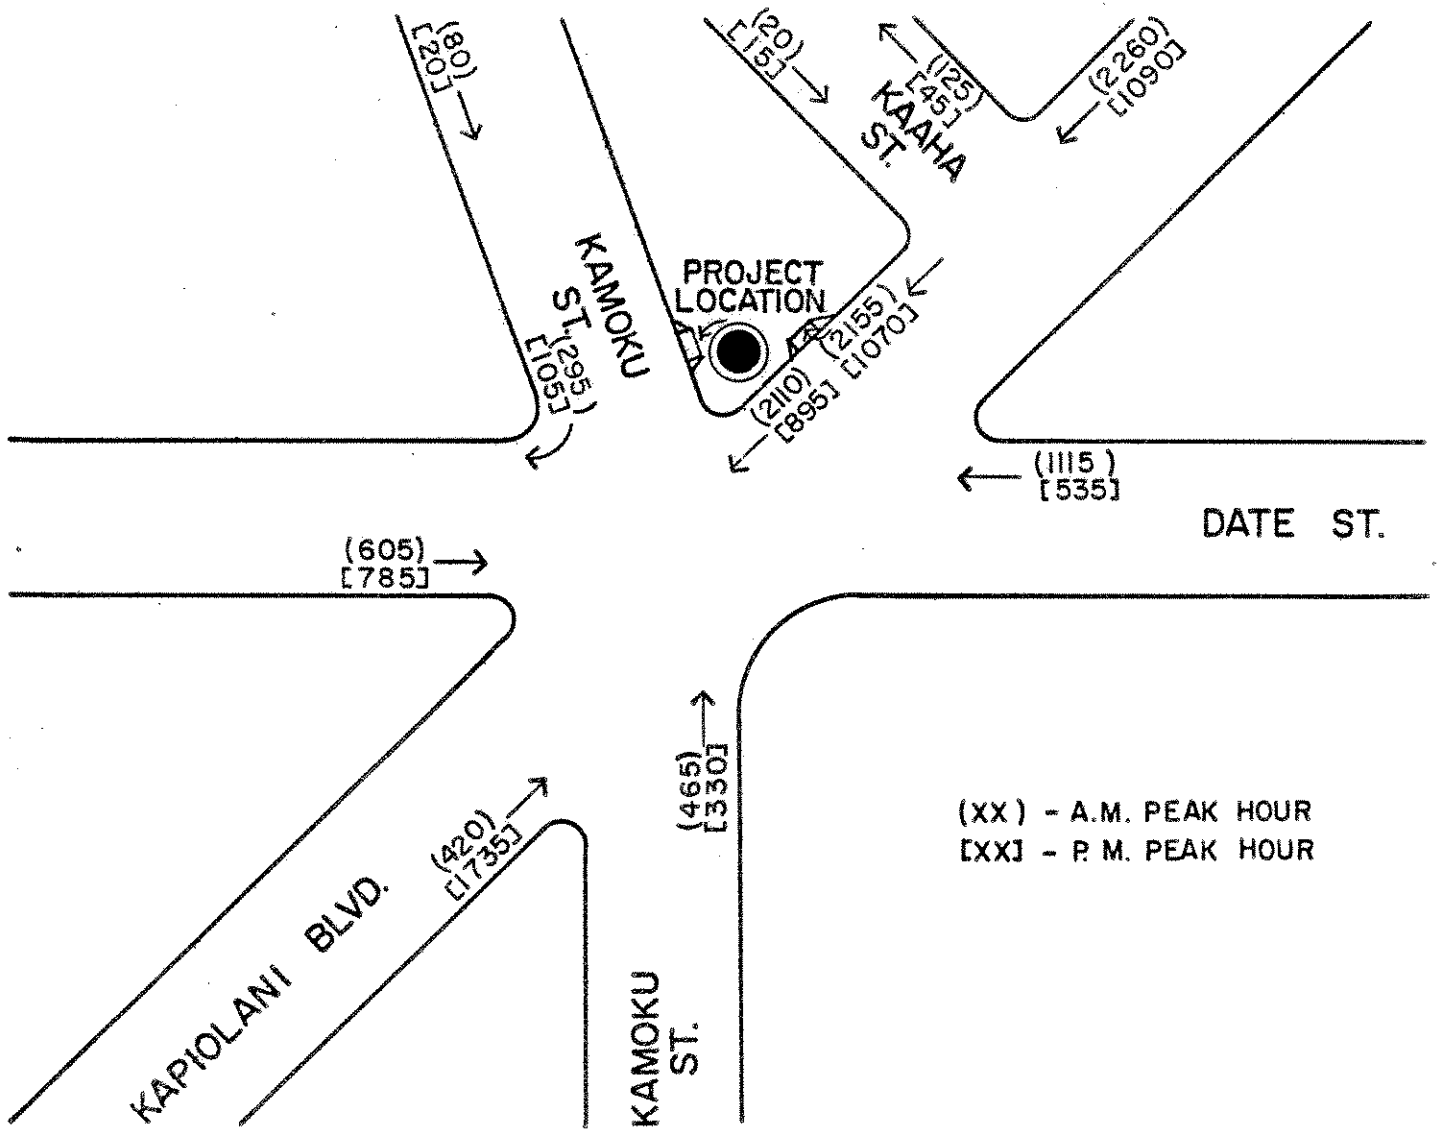 (80)
[20]
(20)
[15]
(125)
[45]
(2260)
[1090]
KAAHA
ST.
KAMOKU
ST.
PROJECT
LOCATION
(2155)
[1070]
(295)
[105]
(2110)
[895]
(1115)
[535]
DATE ST.
(605)
[785]
(465)
[330]
(420)
[1735]
(XX) - A.M. PEAK HOUR
[XX] - P.M. PEAK HOUR
KAPIOLANI BLVD.
KAMOKU
ST.